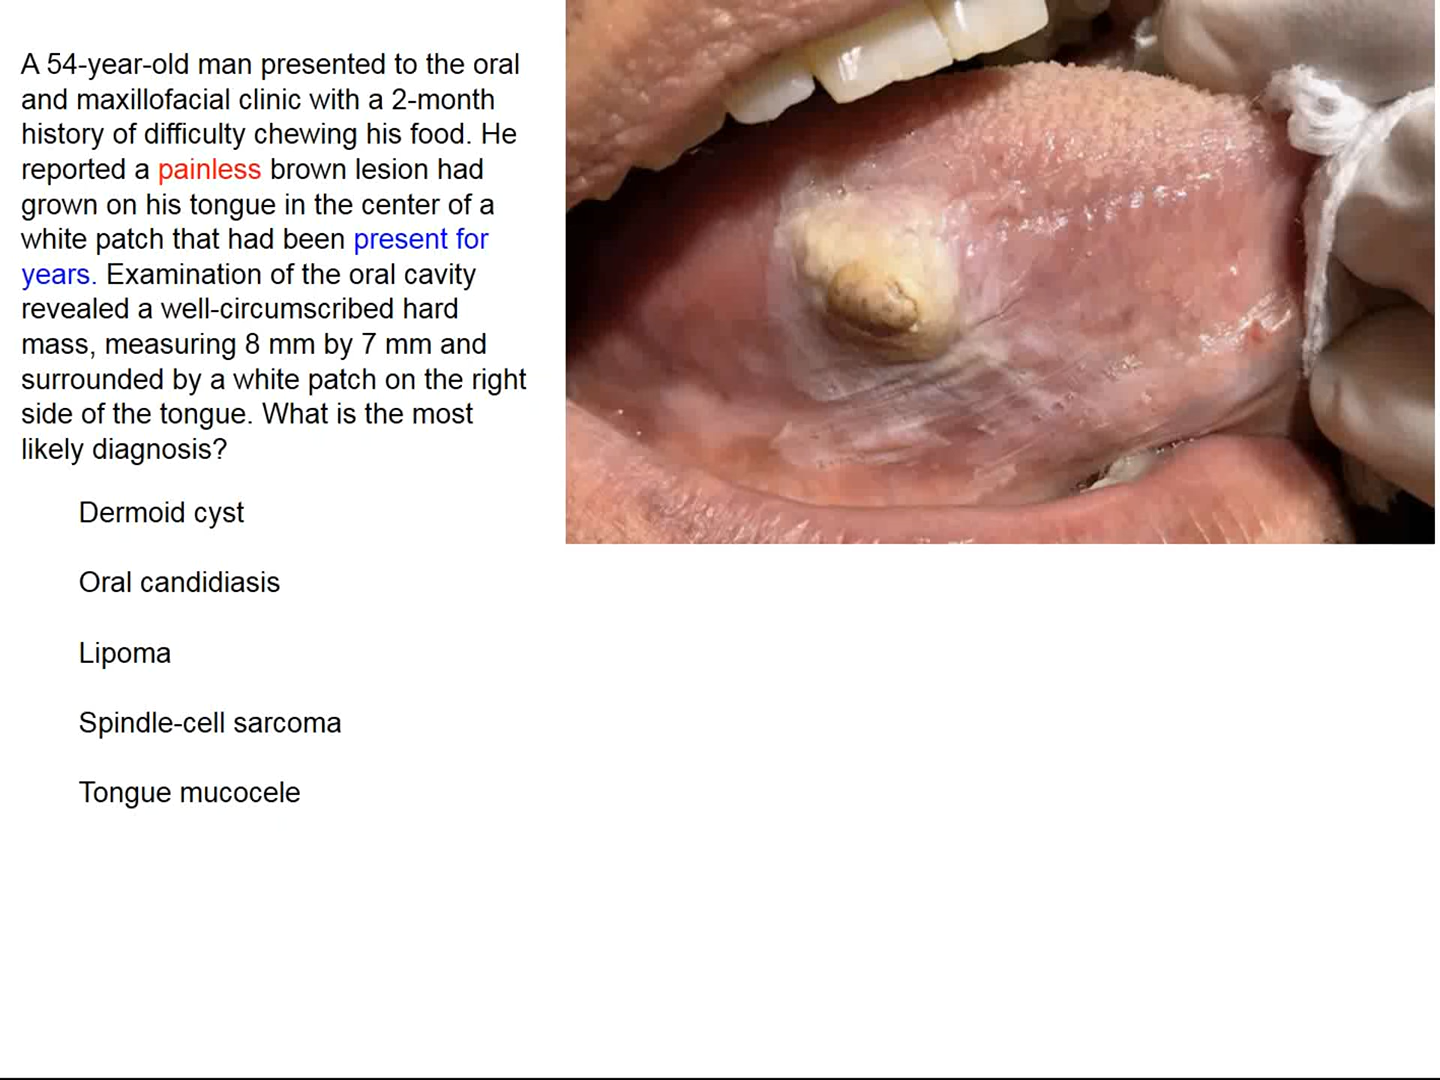 A 54-year-old man presented to the oral
and maxillofacial clinic with a 2-month
history of difficulty chewing his food. He
reported a painless brown lesion had
grown on his tongue in the center of a
white patch that had been present for
years. Examination of the oral cavity
revealed a well-circumscribed hard
mass, measuring 8 mm by 7 mm and
surrounded by a white patch on the right
side of the tongue. What is the most
likely diagnosis?
Dermoid cyst
Oral candidiasis
Lipoma
Spindle-cell sarcoma
Tongue mucocele